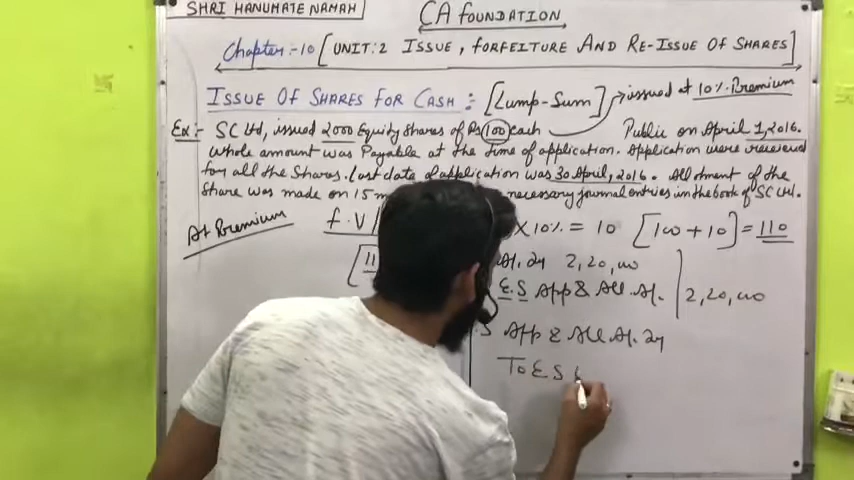 SHRI HANUMATE NAMAH
CA FOUNDATION
Chapter:-10 [UNIT:2 ISSUE, FORFEITURE AND RE-ISSUE OF SHARES]
ISSUE OF SHARES FOR CASH:- [Lump-Sum] issued at 10% Premium
Ex:- SC Ltd, issued 2000 Equity Shares of Rs 100 each Public on April 1, 2016.
Whole amount was Payable at the time of application. Application were received
for all the Shares. Last date of application was 30 April, 2016. Allotment of the
Share was made on 15 m necessary journal entries in the book of SC Ltd.
At Premium
f.V X 10% = 10 [100+10] = 110
[11
A/. Dr 2,20,000
E.S App & All. A/. 2,20,000
S App & All A/. Dr
To E S